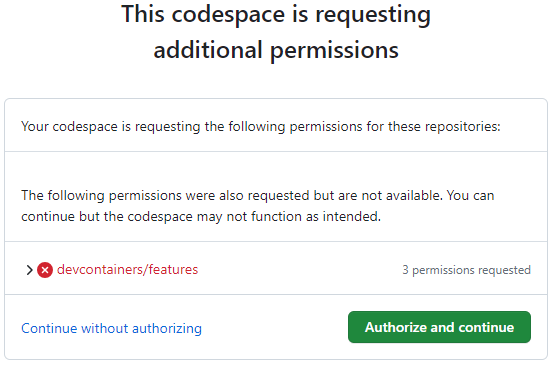 This codespace is requesting
additional permissions
Your codespace is requesting the following permissions for these repositories:
The following permissions were also requested but are not available. You can
continue but the codespace may not function as intended.
devcontainers/features 3 permissions requested
Continue without authorizing Authorize and continue